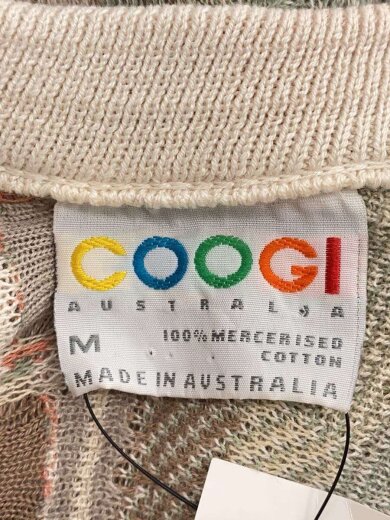 COOGI
AUSTRALIA
M
100% MERCERISED
COTTON
MADE IN AUSTRALIA